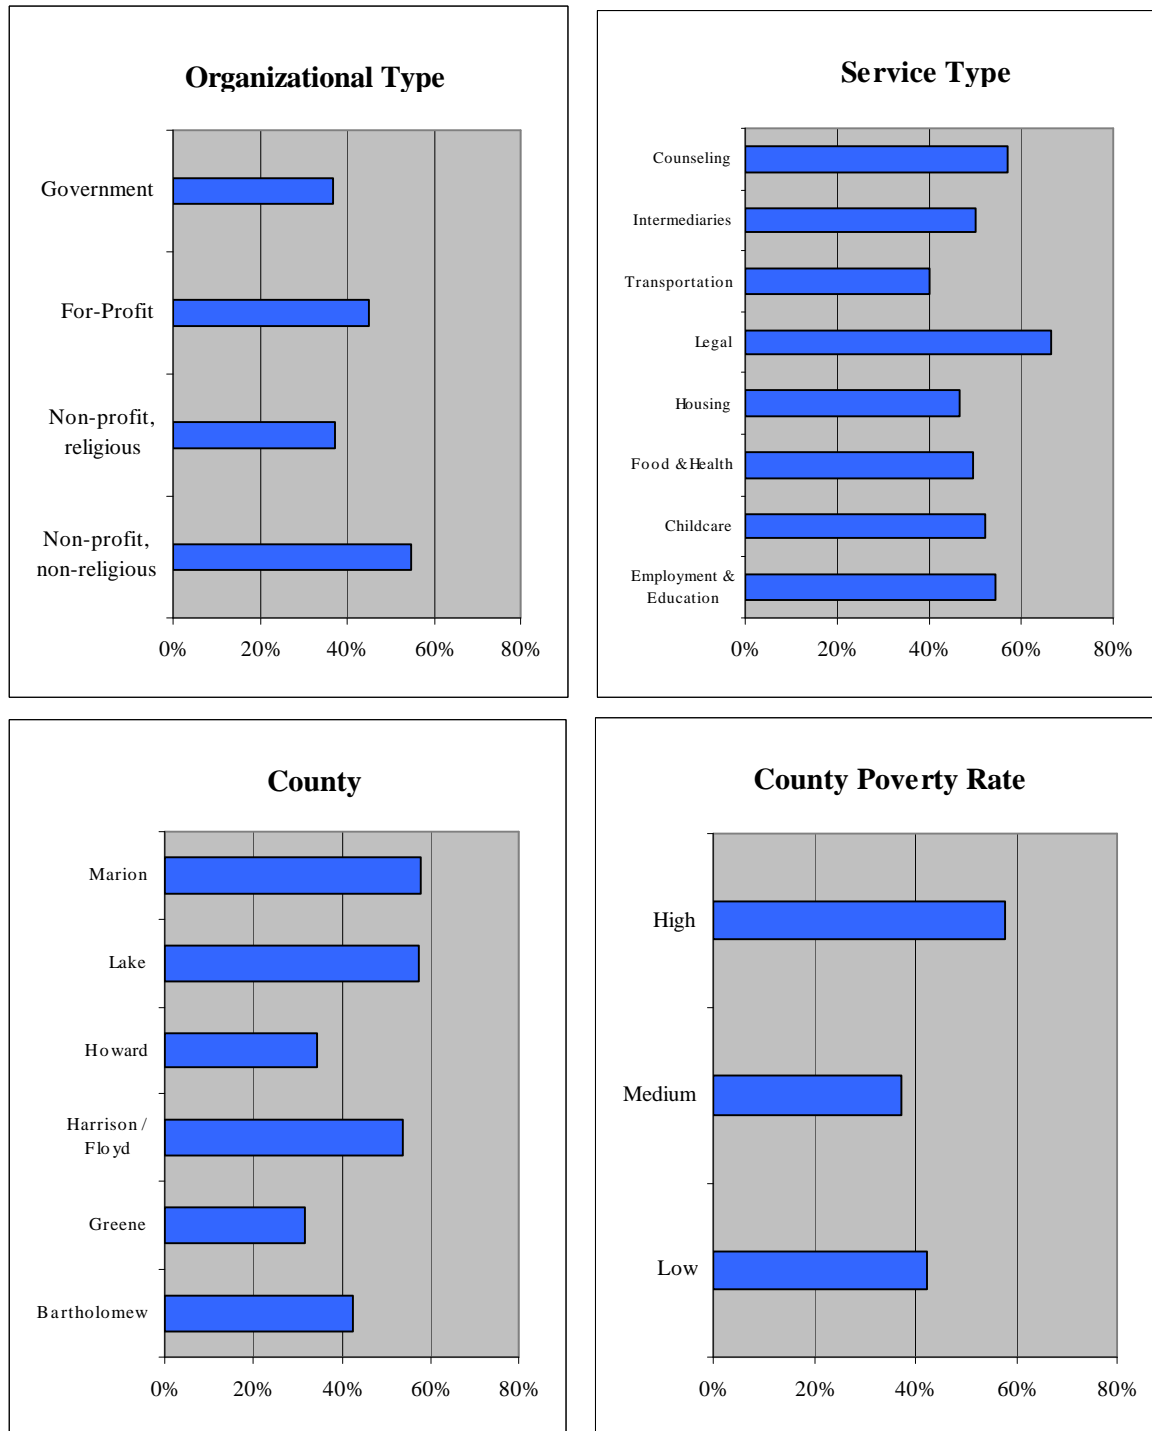 Organizational Type
Government
For-Profit
Non-profit,
religious
Non-profit,
non-religious
0% 20% 40% 60% 80%
Service Type
Counseling
Intermediaries
Transportation
Legal
Housing
Food & Health
Childcare
Employment &
Education
0% 20% 40% 60% 80%
County
Marion
Lake
Howard
Harrison /
Floyd
Greene
Bartholomew
0% 20% 40% 60% 80%
County Poverty Rate
High
Medium
Low
0% 20% 40% 60% 80%